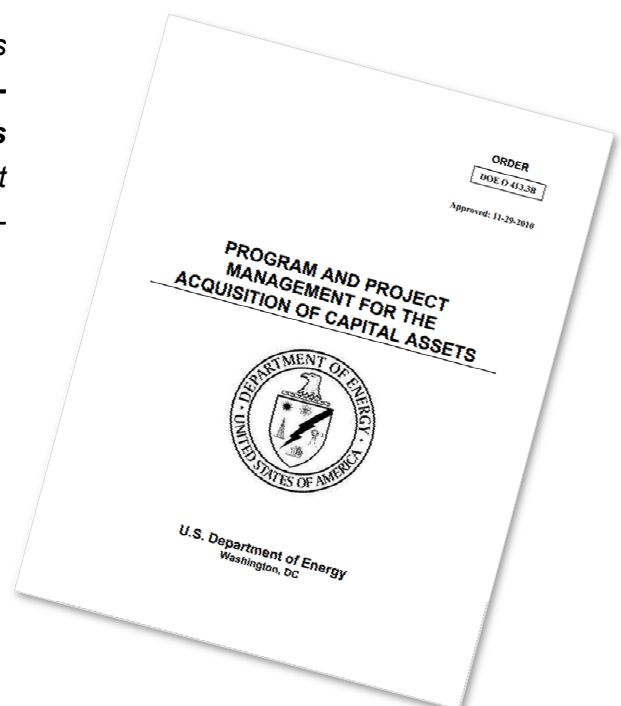 s
-
s
t
–
ORDER
DOE O 413.3B
Approved: 11-29-2010
PROGRAM AND PROJECT
MANAGEMENT FOR THE
ACQUISITION OF CAPITAL ASSETS
DEPARTMENT OF ENERGY
UNITED STATES OF AMERICA
U.S. Department of Energy
Washington, DC